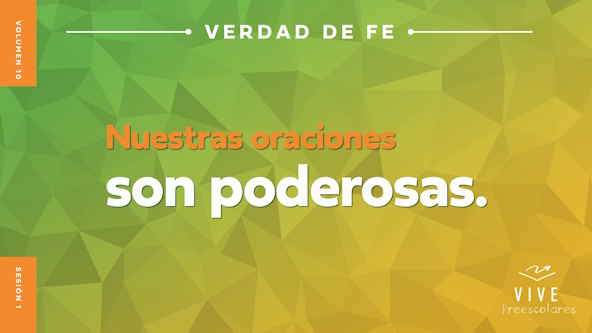 VOLUMEN 10
VERDAD DE FE
Nuestras oraciones
son poderosas.
SESIÓN 1
VIVE
Preescolares